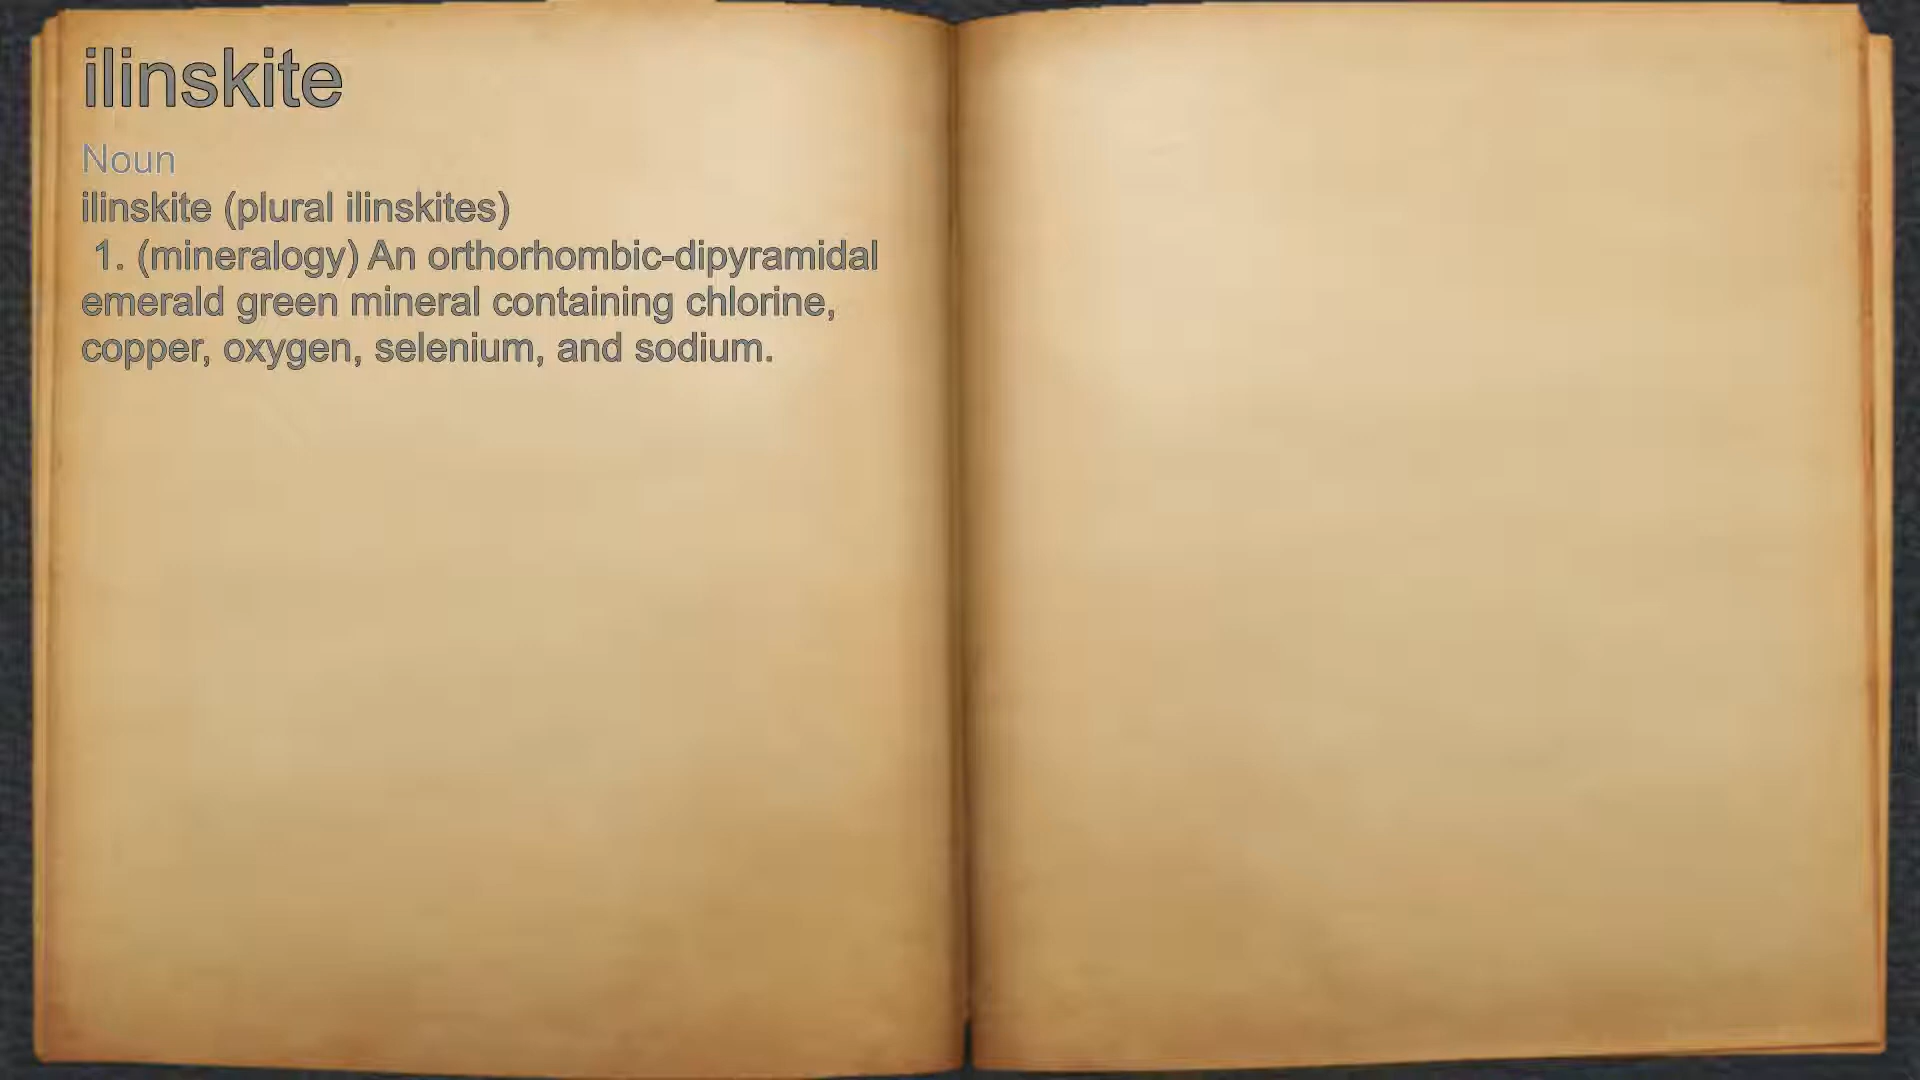 ilinskite
Noun
ilinskite (plural ilinskites)
1. (mineralogy) An orthorhombic-dipyramidal
emerald green mineral containing chlorine,
copper, oxygen, selenium, and sodium.